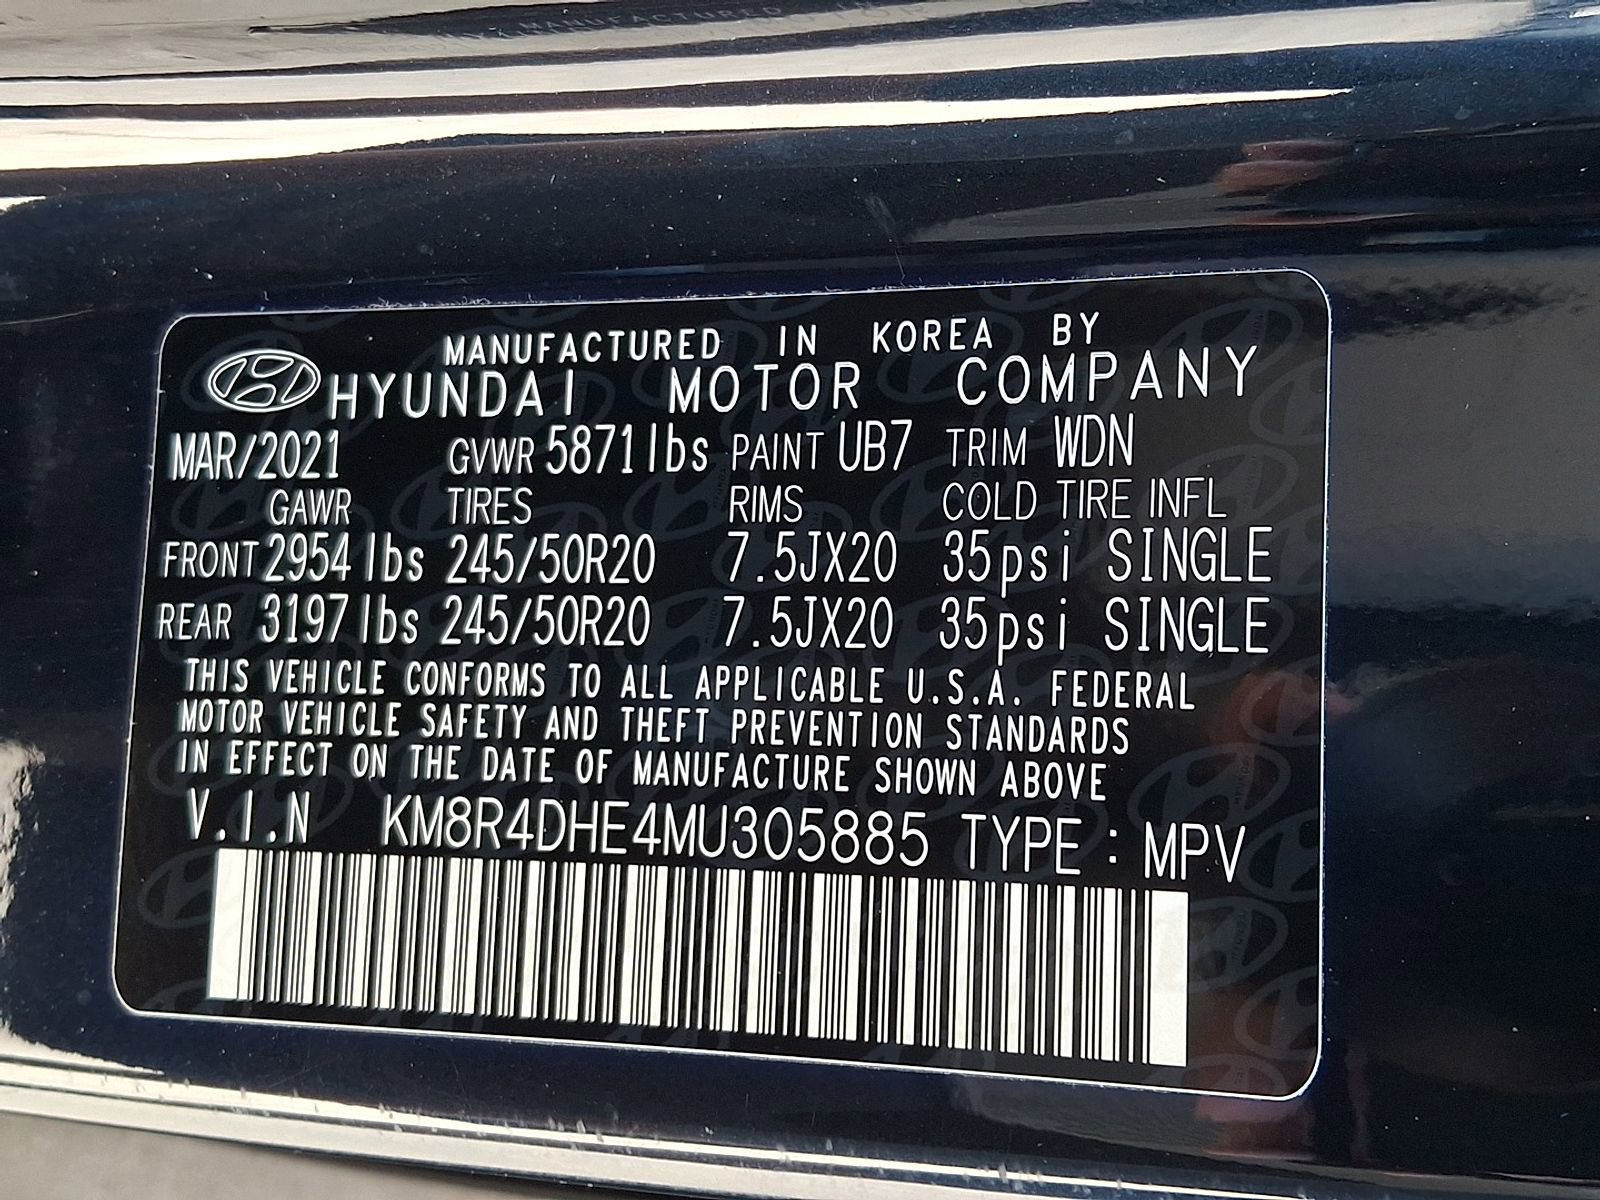 MANUFACTURED IN KOREA BY
HYUNDAI MOTOR COMPANY
MAR/2021 GVWR 5871lbs PAINT UB7 TRIM WDN
GAWR TIRES RIMS COLD TIRE INFL
FRONT 2954lbs 245/50R20 7.5JX20 35psi SINGLE
REAR 3197lbs 245/50R20 7.5JX20 35psi SINGLE
THIS VEHICLE CONFORMS TO ALL APPLICABLE U.S.A. FEDERAL
MOTOR VEHICLE SAFETY AND THEFT PREVENTION STANDARDS
IN EFFECT ON THE DATE OF MANUFACTURE SHOWN ABOVE
V.I.N KM8R4DHE4MU305885 TYPE : MPV